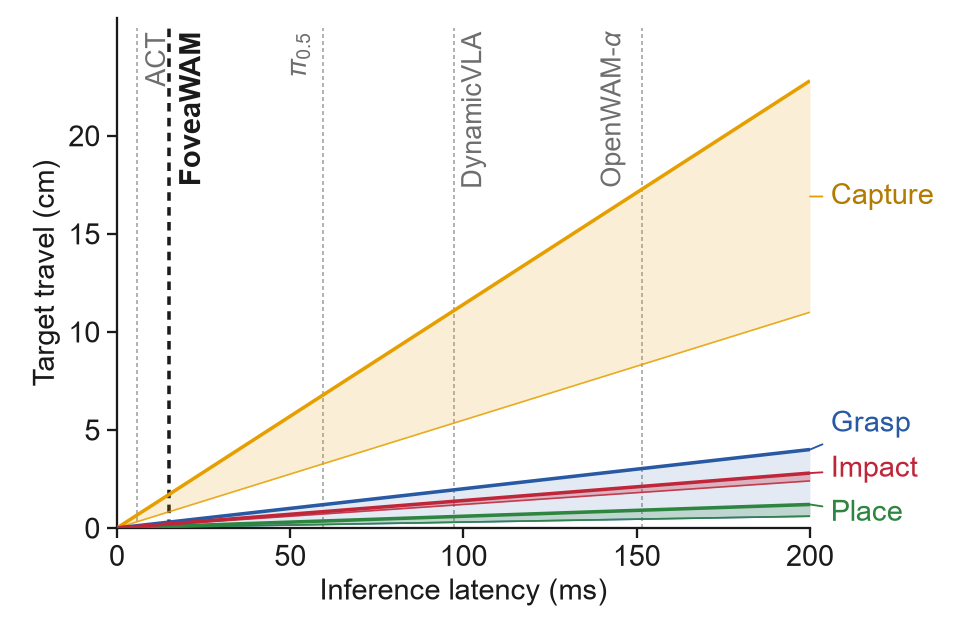 ACT
FoveaWAM
π0.5
DynamicVLA
OpenWAM-α
Target travel (cm)
20
15
10
5
0
Capture
Grasp
Impact
Place
0 50 100 150 200
Inference latency (ms)